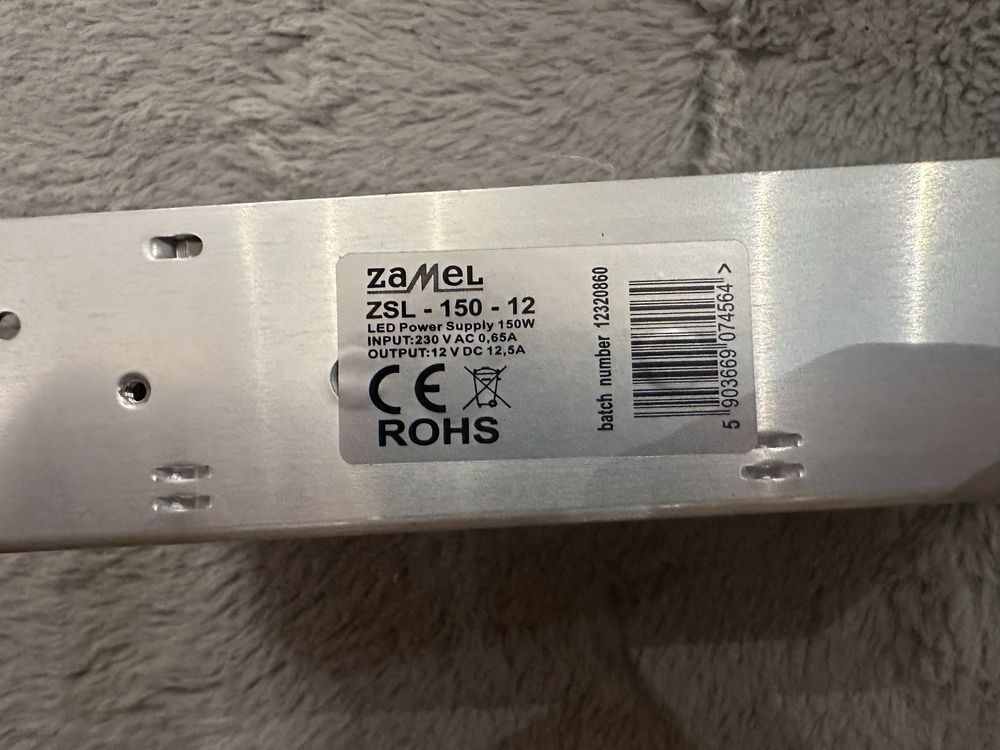 zaMeL
ZSL - 150 - 12
LED Power Supply 150W
INPUT:230 V AC 0,65A
OUTPUT:12 V DC 12,5A
CE
ROHS
batch number 12320860
5 903669 074564 >